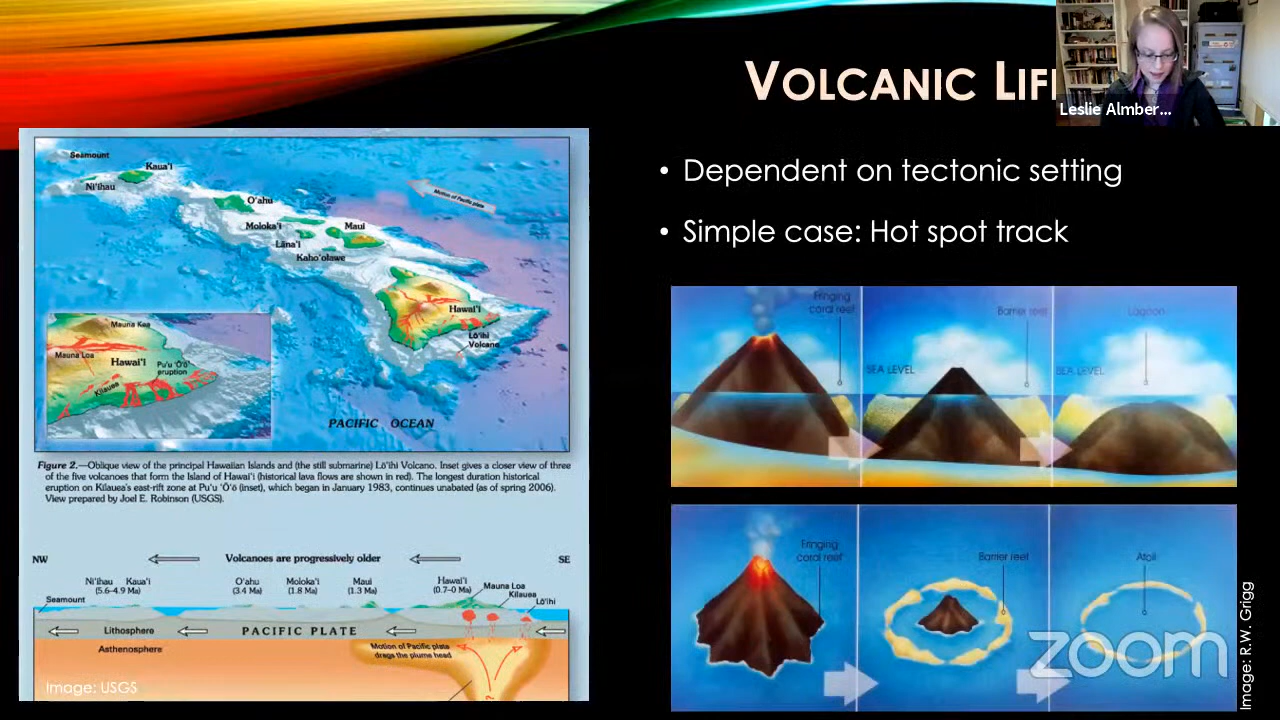 VOLCANIC LIF
Leslie Almber...
• Dependent on tectonic setting
• Simple case: Hot spot track
Seamount
Kaua'i
Ni'ihau
O'ahu
Motion of Pacific plate
Moloka'i
Maui
Lāna'i
Kaho'olawe
Hawai'i
Lō'ihi
Volcano
Mauna Kea
Mauna Loa
Hawai'i
Pu'u 'Ō'ō
eruption
Kilauea
PACIFIC OCEAN
Figure 2.—Oblique view of the principal Hawaiian Islands and (the still submarine) Lō'ihi Volcano. Inset gives a closer view of three
of the five volcanoes that form the Island of Hawai'i (historical lava flows are shown in red). The longest duration historical
eruption on Kīlauea's east-rift zone at Pu'u 'Ō'ō (inset), which began in January 1983, continues unabated (as of spring 2006).
View prepared by Joel E. Robinson (USGS).
NW
Volcanoes are progressively older
SE
Ni'ihau Kaua'i
(5.6-4.9 Ma)
O'ahu
(3.4 Ma)
Moloka'i
(1.8 Ma)
Maui
(1.3 Ma)
Hawai'i
(0.7-0 Ma)
Mauna Loa
Kilauea
Lō'ihi
Seamount
Lithosphere
PACIFIC PLATE
Asthenosphere
Motion of Pacific plate
drags the plume head
?
Image: USGS
Fringing
coral reef
Barrier reef
Lagoon
SEA LEVEL
SEA LEVEL
Fringing
coral reef
Barrier reef
Atoll
zoom
Image: R.W. Grigg